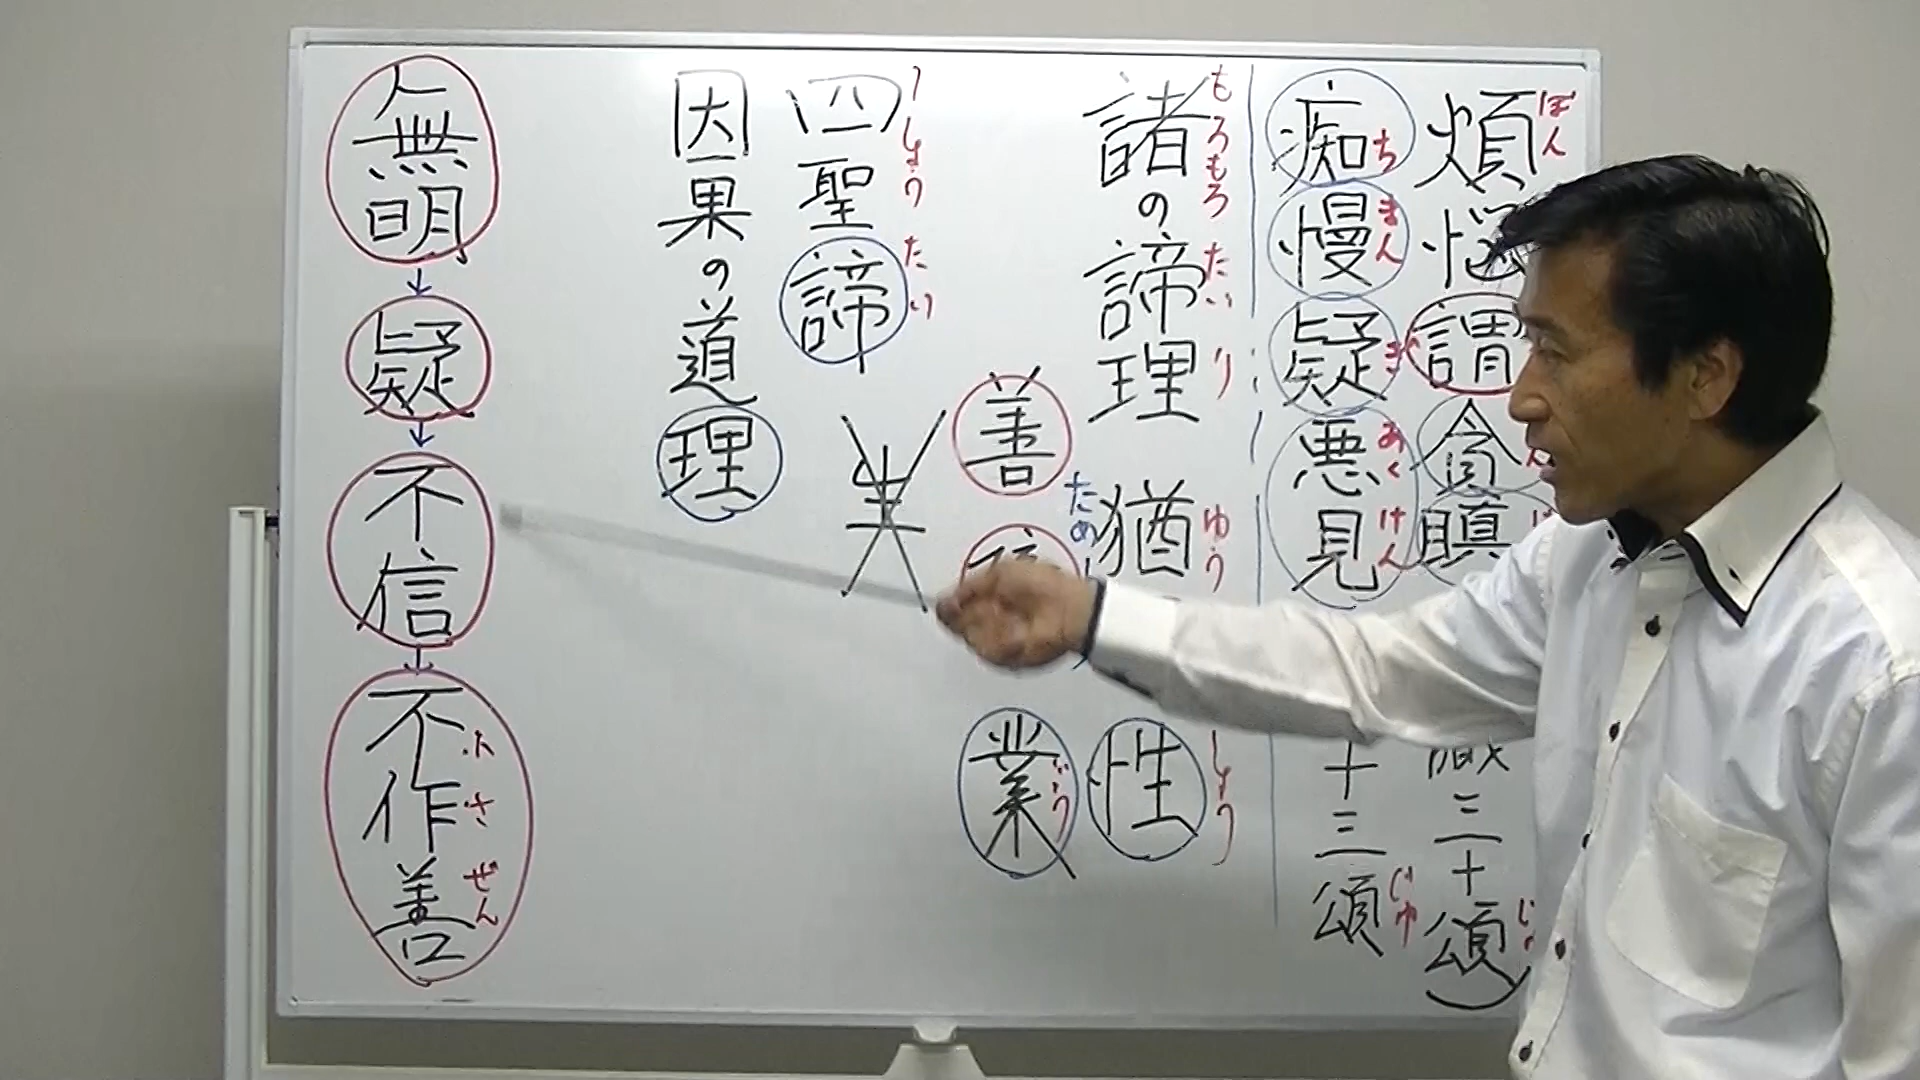 煩悩謂貪瞋
ぼん
痴慢疑悪見
ち まん ぎ あくけん
識三十頌
じゅ
十三頌
じゅ
諸の諦理 猶
もろもろ たい り ゆう
性
しょう
ため
善
業
ごう
四聖諦
しょう たい
因果の道理
無明
↓
疑
↓
不信
↓
不作善
ふ さ ぜん